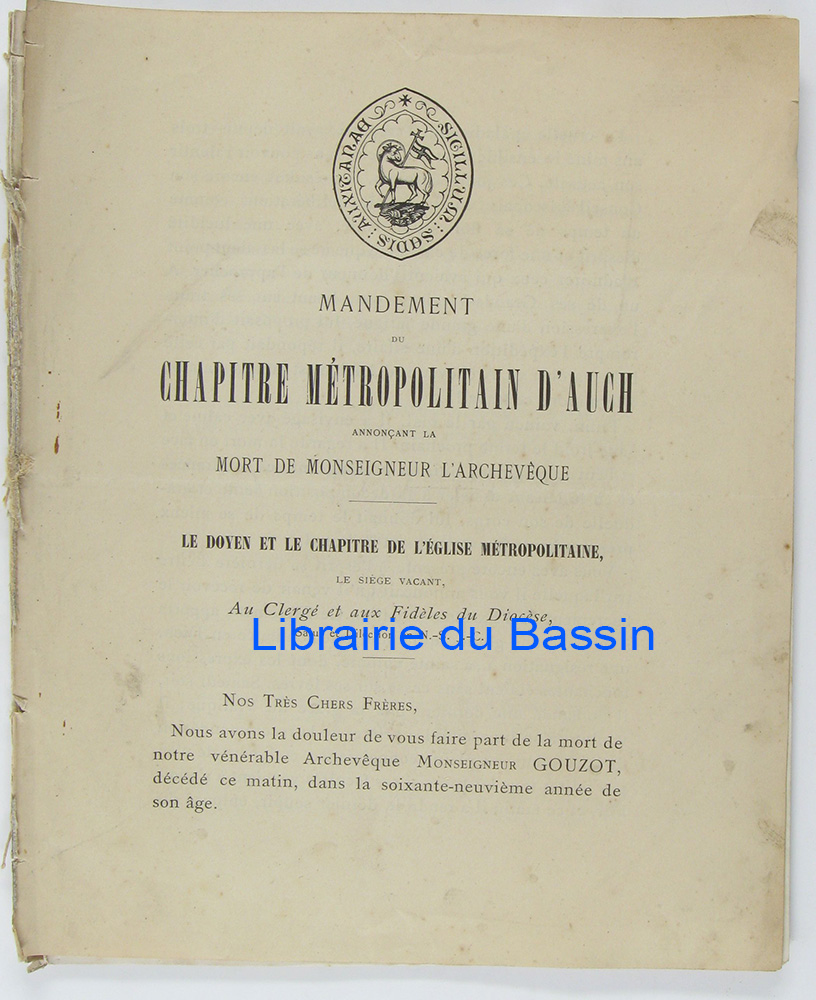 SIGILLUM : SEDIS : AUXITANAE
MANDEMENT
DU
CHAPITRE MÉTROPOLITAIN D'AUCH
ANNONÇANT LA
MORT DE MONSEIGNEUR L'ARCHEVÊQUE
LE DOYEN ET LE CHAPITRE DE L'ÉGLISE MÉTROPOLITAINE,
LE SIÈGE VACANT,
Au Clergé et aux Fidèles du Diocèse,
Librairie du Bassin
N.-S. J.-C.
NOS TRÈS CHERS FRÈRES,
Nous avons la douleur de vous faire part de la mort de
notre vénérable Archevêque MONSEIGNEUR GOUZOT,
décédé ce matin, dans la soixante-neuvième année de
son âge.